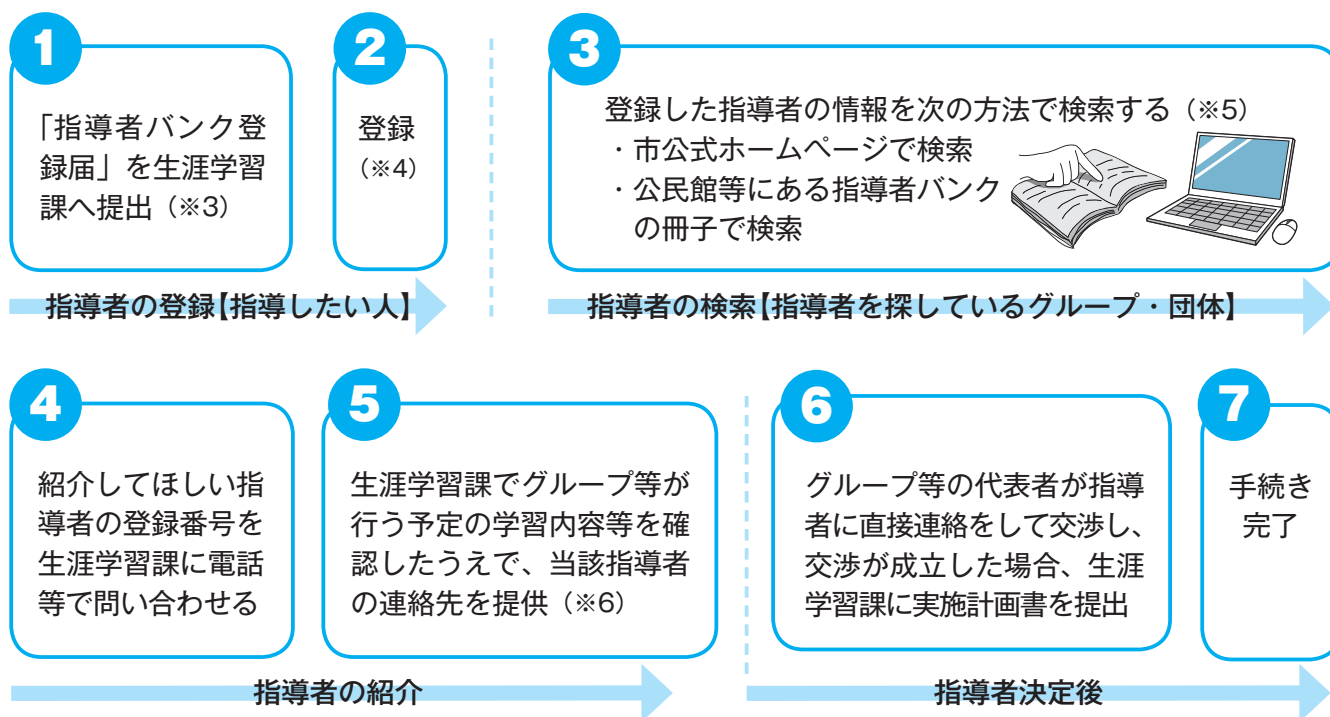 1
「指導者バンク登
録届」を生涯学習
課へ提出（※3）
2
登録
（※4）
指導者の登録【指導したい人】
3
登録した指導者の情報を次の方法で検索する（※5）
・市公式ホームページで検索
・公民館等にある指導者バンク
の冊子で検索
指導者の検索【指導者を探しているグループ・団体】
4
紹介してほしい指
導者の登録番号を
生涯学習課に電話
等で問い合わせる
5
生涯学習課でグループ等が
行う予定の学習内容等を確
認したうえで、当該指導者
の連絡先を提供（※6）
指導者の紹介
6
グループ等の代表者が指導
者に直接連絡をして交渉し、
交渉が成立した場合、生涯
学習課に実施計画書を提出
7
手続き
完了
指導者決定後